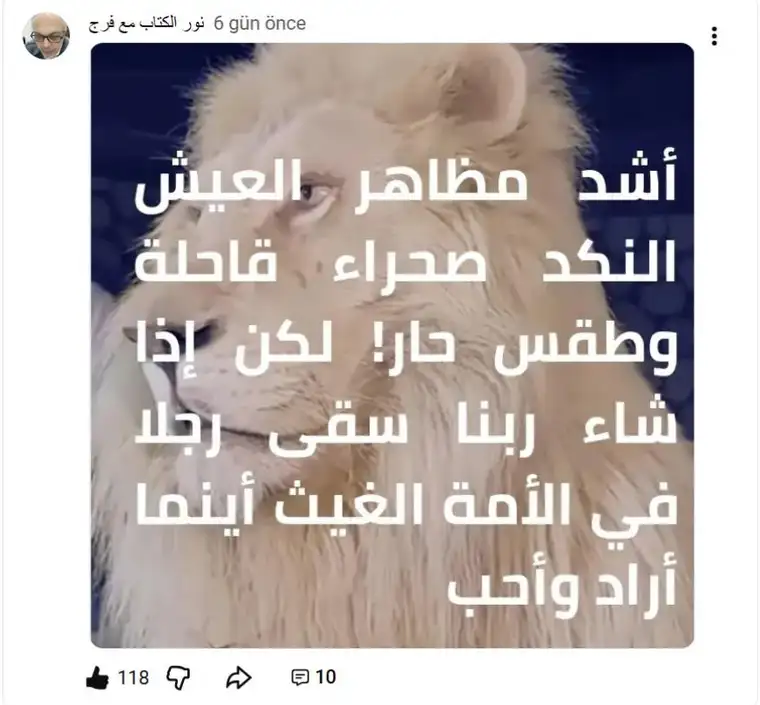 نور الكتاب مع فرج 6 gün önce
أشد مظاهر العيش
النكد صحراء قاحلة
وطقس حار! لكن إذا
شاء ربنا سقى رجلا
في الأمة الغيث أينما
أراد وأحب
118 10